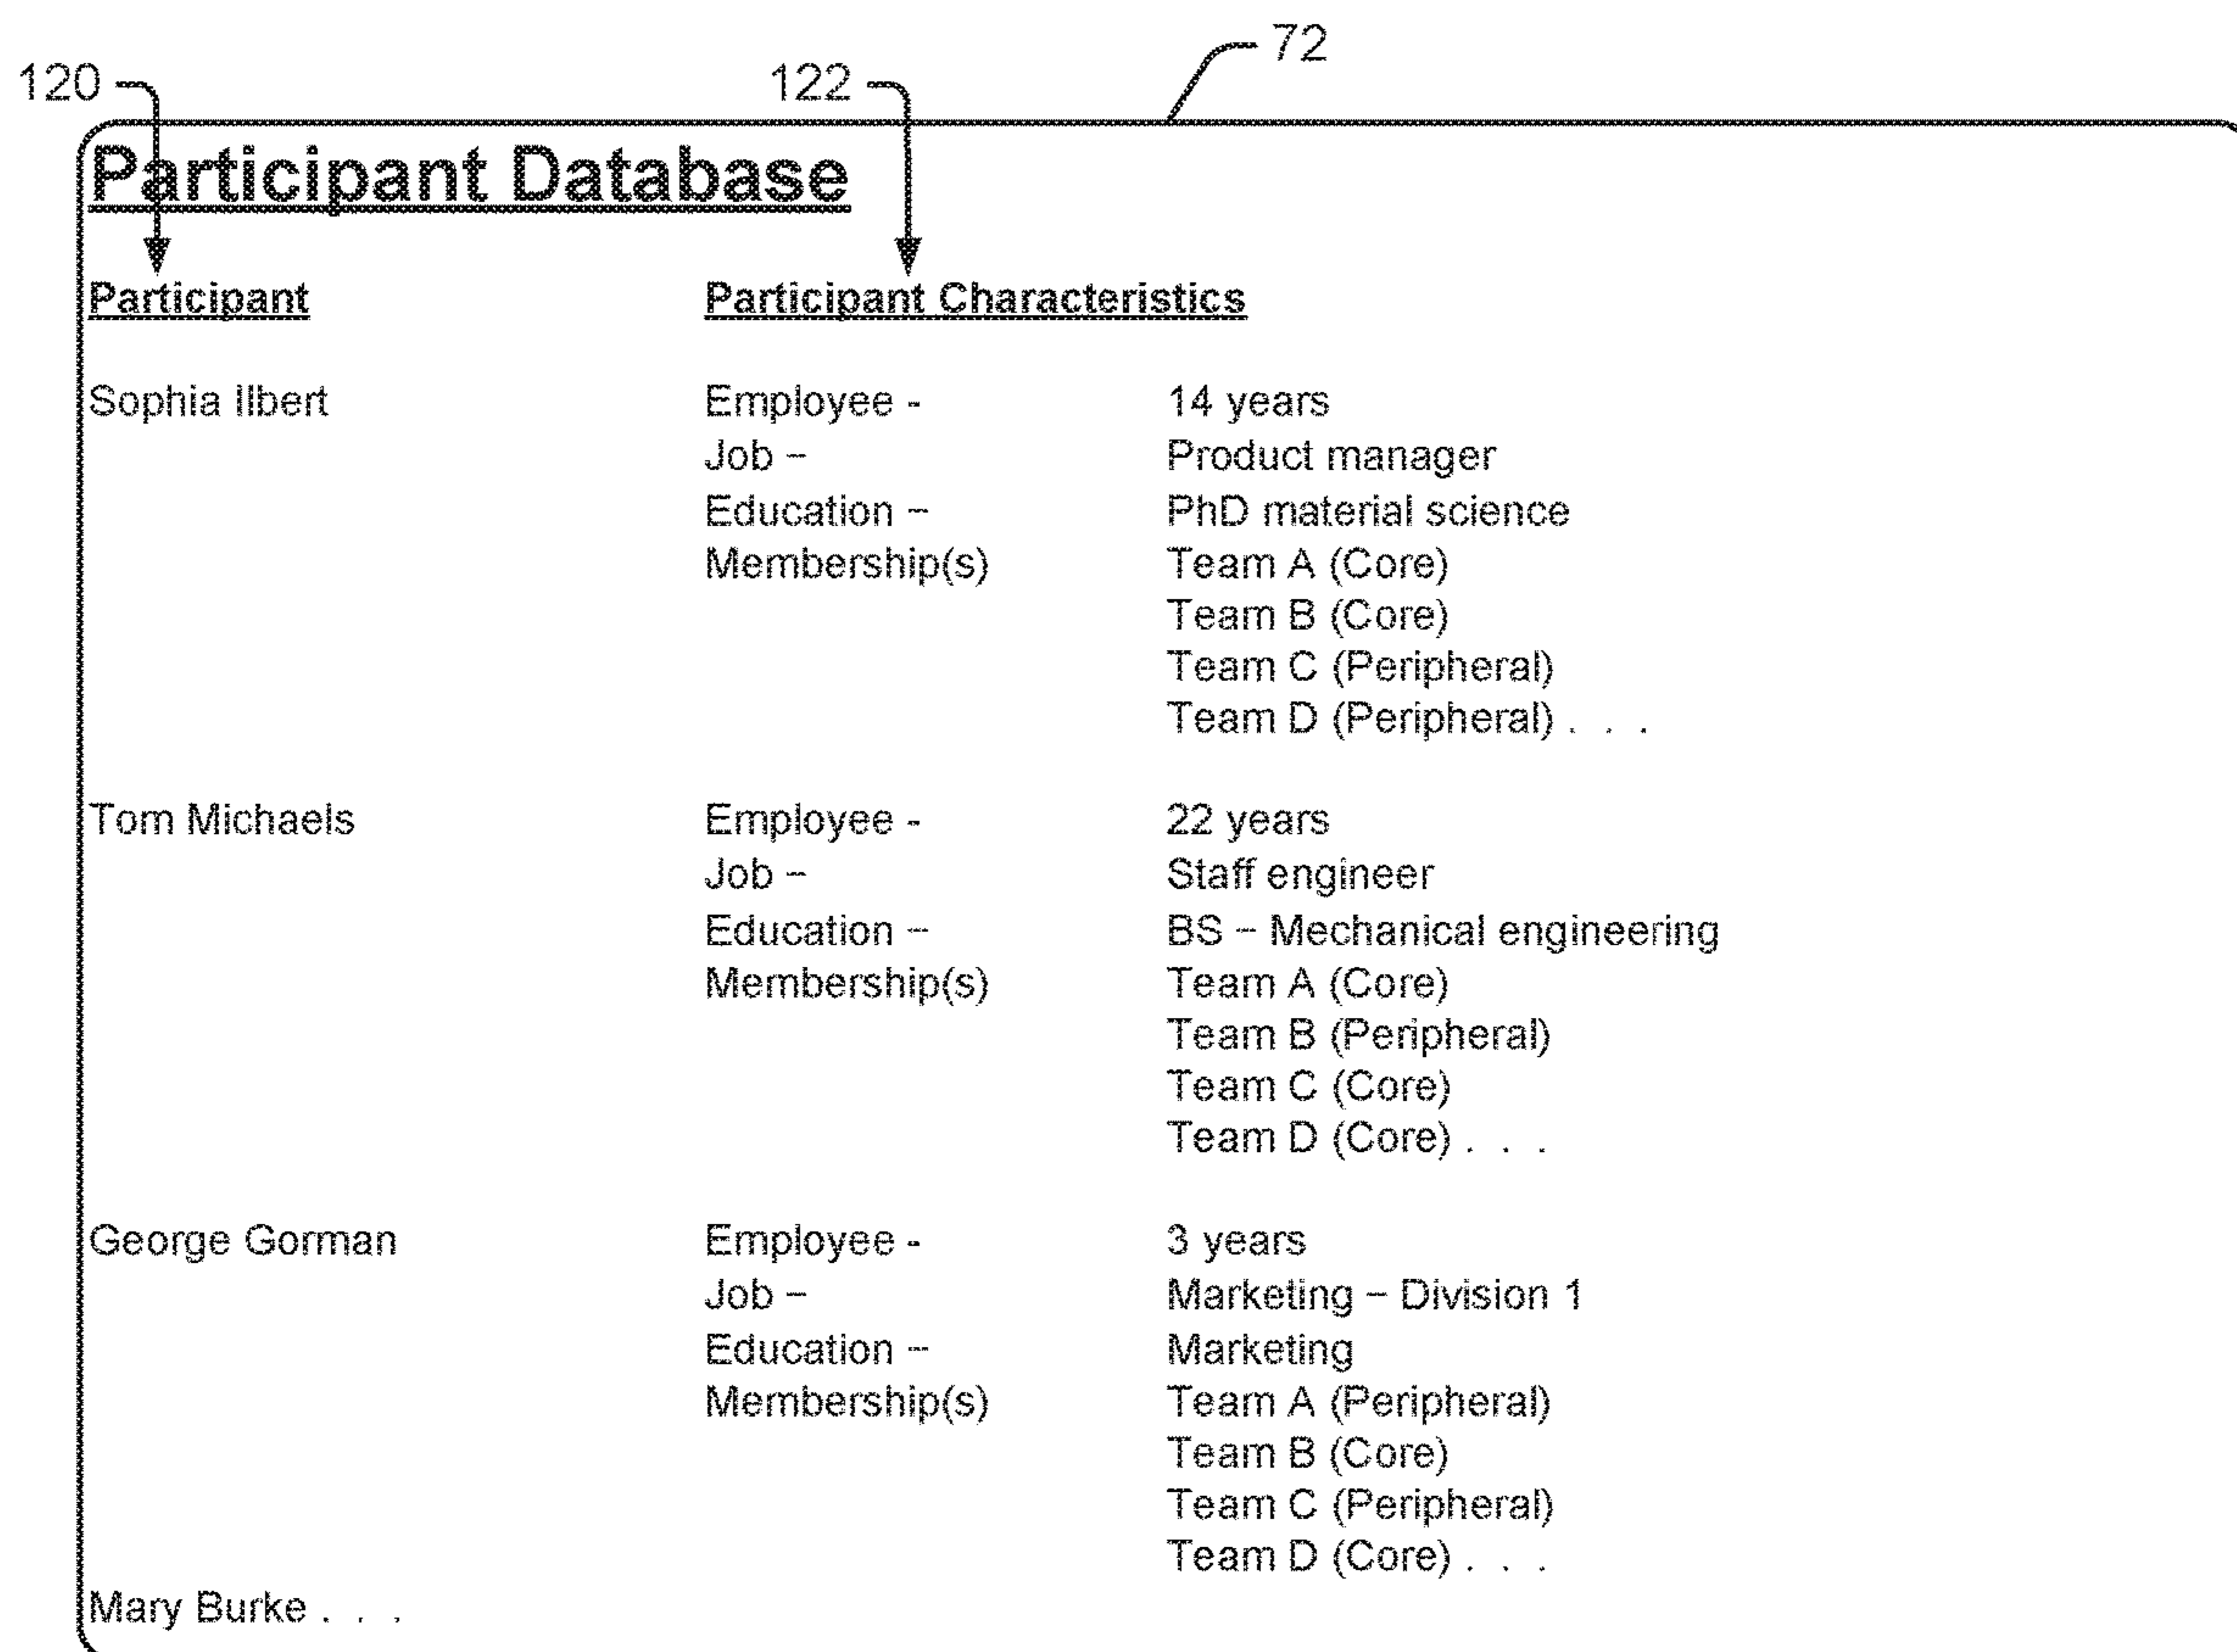 72
120 122
Participant Database
Participant Participant Characteristics
Sophia Ilbert Employee - 14 years
Job – Product manager
Education – PhD material science
Membership(s) Team A (Core)
Team B (Core)
Team C (Peripheral)
Team D (Peripheral) . . .
Tom Michaels Employee - 22 years
Job – Staff engineer
Education – BS – Mechanical engineering
Membership(s) Team A (Core)
Team B (Peripheral)
Team C (Core)
Team D (Core) . . .
George Gorman Employee - 3 years
Job – Marketing – Division 1
Education – Marketing
Membership(s) Team A (Peripheral)
Team B (Core)
Team C (Peripheral)
Team D (Core) . . .
Mary Burke . . .